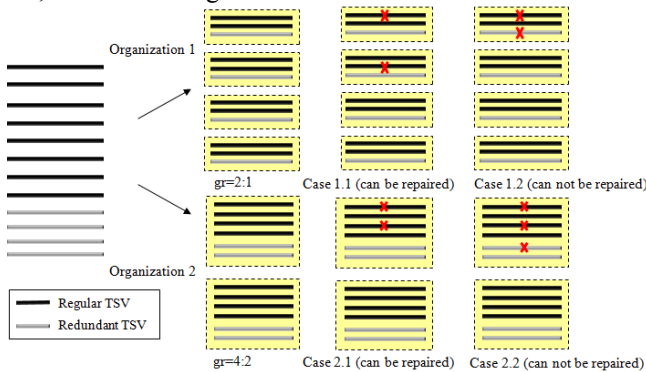 Organization 1
gr=2:1
Case 1.1 (can be repaired)
Case 1.2 (can not be repaired)
Organization 2
Regular TSV
Redundant TSV
gr=4:2
Case 2.1 (can be repaired)
Case 2.2 (can not be repaired)